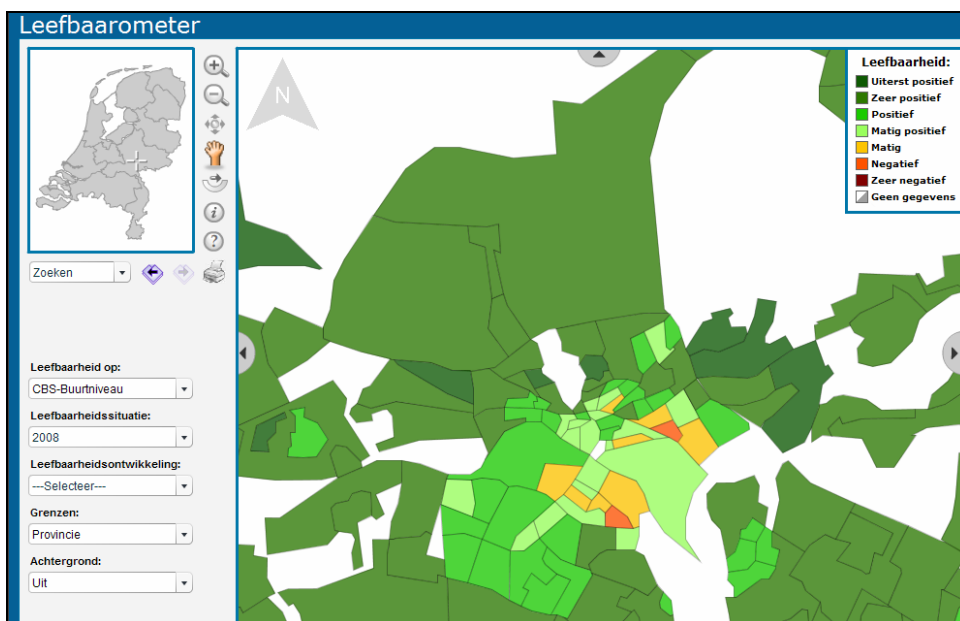 Leefbaarometer
N
Zoeken
Leefbaarheid op:
CBS-Buurtniveau
Leefbaarheidssituatie:
2008
Leefbaarheidsontwikkeling:
---Selecteer---
Grenzen:
Provincie
Achtergrond:
Uit
Leefbaarheid:
Uiterst positief
Zeer positief
Positief
Matig positief
Matig
Negatief
Zeer negatief
Geen gegevens